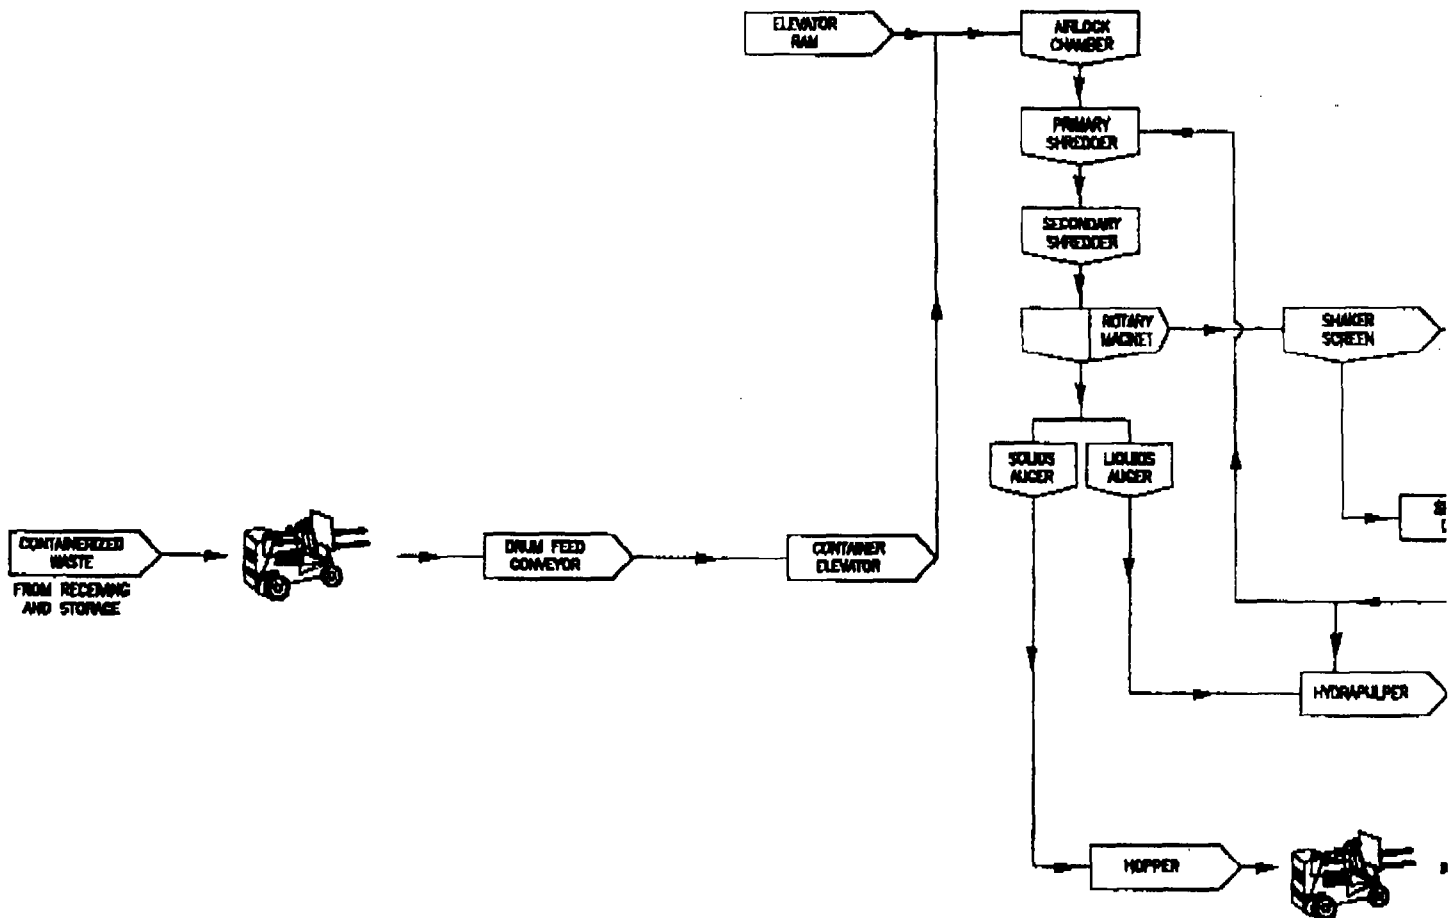 ELEVATOR
RAM
AIRLOCK
CHAMBER
PRIMARY
SHREDDER
SECONDARY
SHREDDER
ROTARY
MAGNET
SHAKER
SCREEN
SOLIDS
AUGER
LIQUIDS
AUGER
CONTAINERIZED
WASTE
FROM RECEIVING
AND STORAGE
DRUM FEED
CONVEYOR
CONTAINER
ELEVATOR
HYDRAPULPER
HOPPER